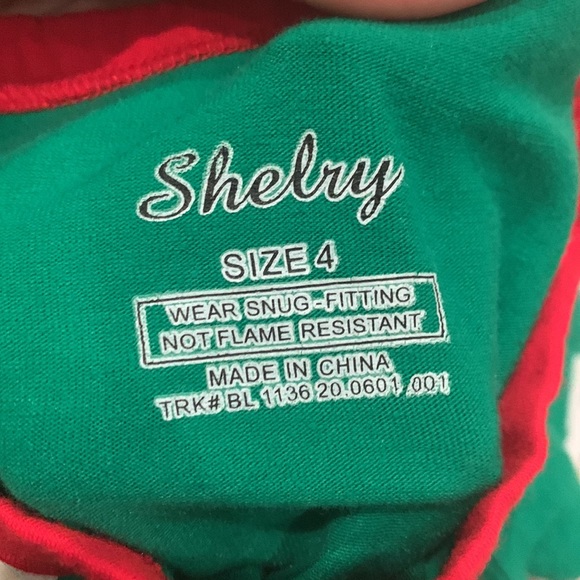 Shelry
SIZE 4
WEAR SNUG-FITTING
NOT FLAME RESISTANT
MADE IN CHINA
TRK# BL 1136 20.0601 .001